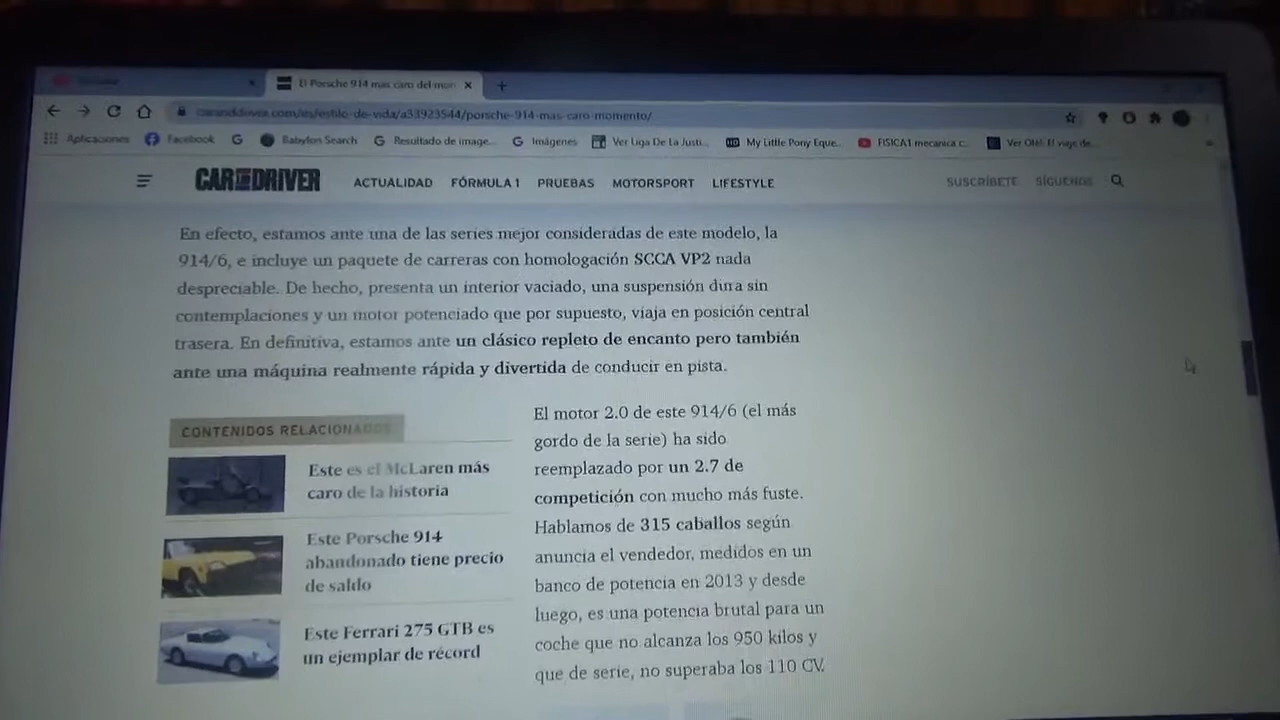 El Porsche 914 mas caro del mon
caranddriver.com/es/estilo-de-vida/a33923544/porsche-914-mas-caro-momento/
Aplicaciones
Facebook
Babylon Search
Resultado de image...
Imágenes
Ver Liga De La Justi...
HD
My Little Pony Eque...
FISICA1 mecanica c...
CAR AND DRIVER
ACTUALIDAD
FÓRMULA 1
PRUEBAS
MOTORSPORT
LIFESTYLE
SUSCRÍBETE
SÍGUENOS
En efecto, estamos ante una de las series mejor consideradas de este modelo, la
914/6, e incluye un paquete de carreras con homologación SCCA VP2 nada
despreciable. De hecho, presenta un interior vaciado, una suspensión dura sin
contemplaciones y un motor potenciado que por supuesto, viaja en posición central
trasera. En definitiva, estamos ante un clásico repleto de encanto pero también
ante una máquina realmente rápida y divertida de conducir en pista.
CONTENIDOS RELACIONADOS
Este es el McLaren más
caro de la historia
Este Porsche 914
abandonado tiene precio
de saldo
Este Ferrari 275 GTB es
un ejemplar de récord
El motor 2.0 de este 914/6 (el más
gordo de la serie) ha sido
reemplazado por un 2.7 de
competición con mucho más fuste.
Hablamos de 315 caballos según
anuncia el vendedor, medidos en un
banco de potencia en 2013 y desde
luego, es una potencia brutal para un
coche que no alcanza los 950 kilos y
que de serie, no superaba los 110 CV.